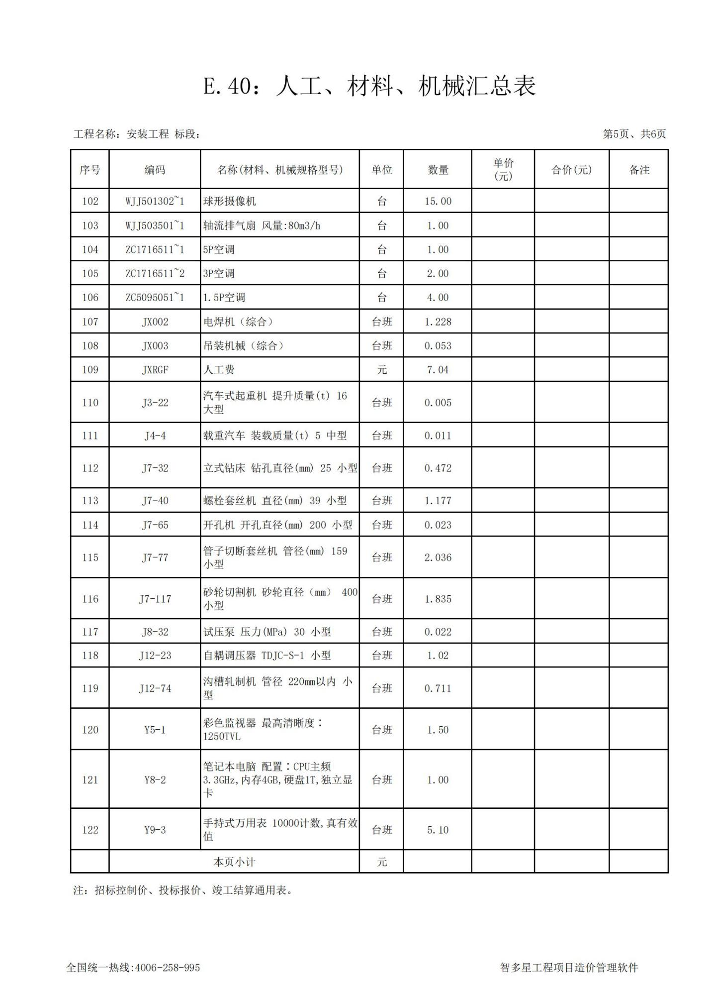 E.40：人工、材料、机械汇总表
工程名称：安装工程 标段： 第5页、共6页
序号 编码 名称(材料、机械规格型号) 单位 数量 单价 合价(元) 备注
(元)
102 WJJ501302~1 球形摄像机 台 15.00
103 WJJ503501~1 轴流排气扇 风量:80m3/h 台 1.00
104 ZC1716511~1 5P空调 台 1.00
105 ZC1716511~2 3P空调 台 2.00
106 ZC5095051~1 1.5P空调 台 4.00
107 JX002 电焊机（综合） 台班 1.228
108 JX003 吊装机械（综合） 台班 0.053
109 JXRGF 人工费 元 7.04
110 J3-22 汽车式起重机 提升质量(t) 16
大型 台班 0.005
111 J4-4 载重汽车 装载质量(t) 5 中型 台班 0.011
112 J7-32 立式钻床 钻孔直径(mm) 25 小型 台班 0.472
113 J7-40 螺栓套丝机 直径(mm) 39 小型 台班 1.177
114 J7-65 开孔机 开孔直径(mm) 200 小型 台班 0.023
115 J7-77 管子切断套丝机 管径(mm) 159
小型 台班 2.036
116 J7-117 砂轮切割机 砂轮直径（mm） 400
小型 台班 1.835
117 J8-32 试压泵 压力(MPa) 30 小型 台班 0.022
118 J12-23 自耦调压器 TDJC-S-1 小型 台班 1.02
119 J12-74 沟槽轧制机 管径 220mm以内 小
型 台班 0.711
120 Y5-1 彩色监视器 最高清晰度：
1250TVL 台班 1.50
121 Y8-2 笔记本电脑 配置：CPU主频
3.3GHz,内存4GB,硬盘1T,独立显
卡 台班 1.00
122 Y9-3 手持式万用表 10000计数,真有效
值 台班 5.10
本页小计 元
注：招标控制价、投标报价、竣工结算通用表。
全国统一热线:4006-258-995 智多星工程项目造价管理软件